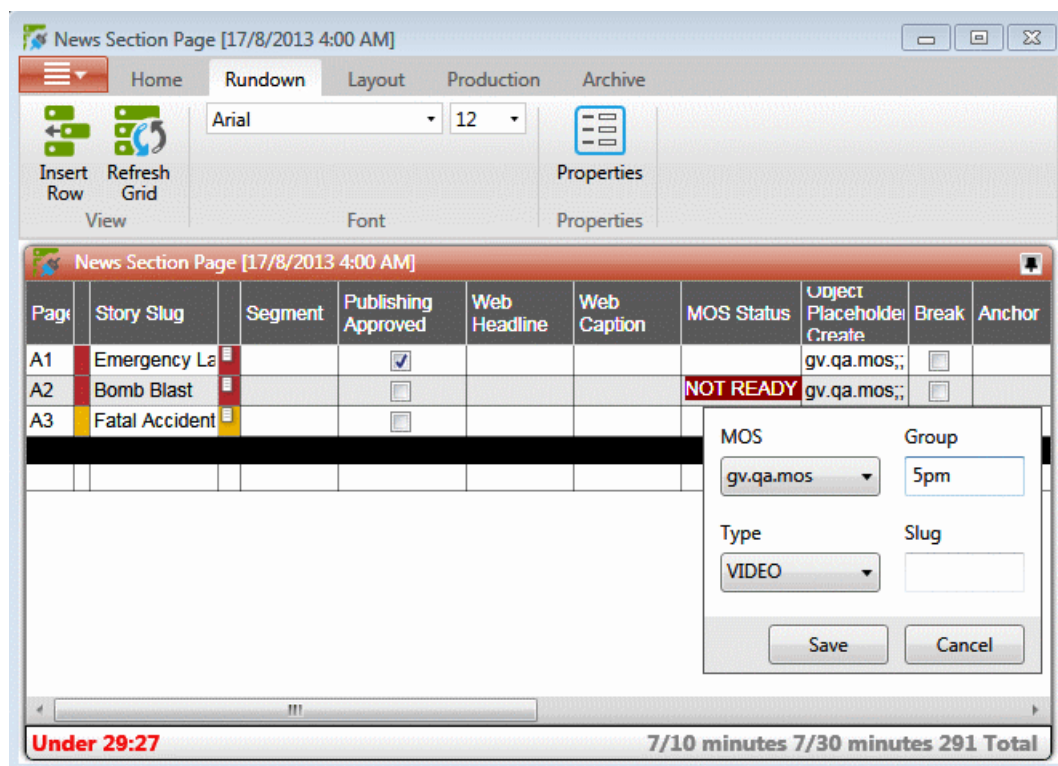 News Section Page [17/8/2013 4:00 AM]
Home Rundown Layout Production Archive
Arial 12
Insert Row
Refresh Grid
Properties
View Font Properties
News Section Page [17/8/2013 4:00 AM]
Page Story Slug Segment Publishing Approved Web Headline Web Caption MOS Status Object Placeholder Create Break Anchor
A1 Emergency La gv.qa.mos;;
A2 Bomb Blast NOT READY gv.qa.mos;;
A3 Fatal Accident
MOS Group
gv.qa.mos 5pm
Type Slug
VIDEO
Save Cancel
Under 29:27 7/10 minutes 7/30 minutes 291 Total